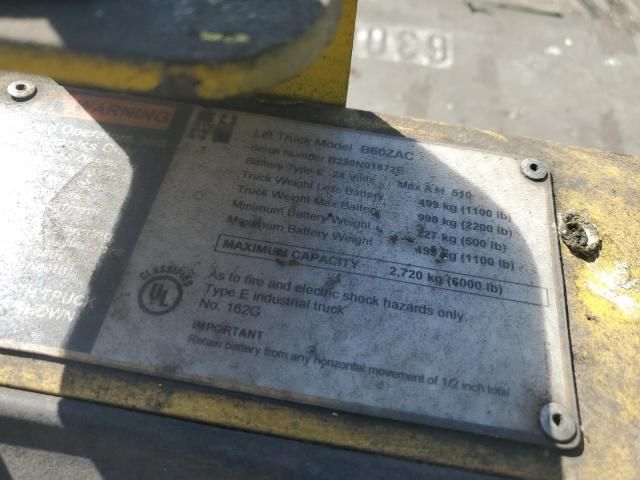 630
WARNING
Lift Truck Model B60ZAC
Serial Number B230N01872E
Battery Type E 24 Volts Max A.H. 510
Truck Weight Less Battery 499 kg (1100 lb)
Truck Weight Max Battery 998 kg (2200 lb)
Minimum Battery Weight 227 kg (500 lb)
Maximum Battery Weight 499 kg (1100 lb)
MAXIMUM CAPACITY 2,720 kg (6000 lb)
CLASSIFIED
UL
As to fire and electric shock hazards only
Type E industrial truck
No. 162G
IMPORTANT
Retain battery from any horizontal movement of 1/2 inch total